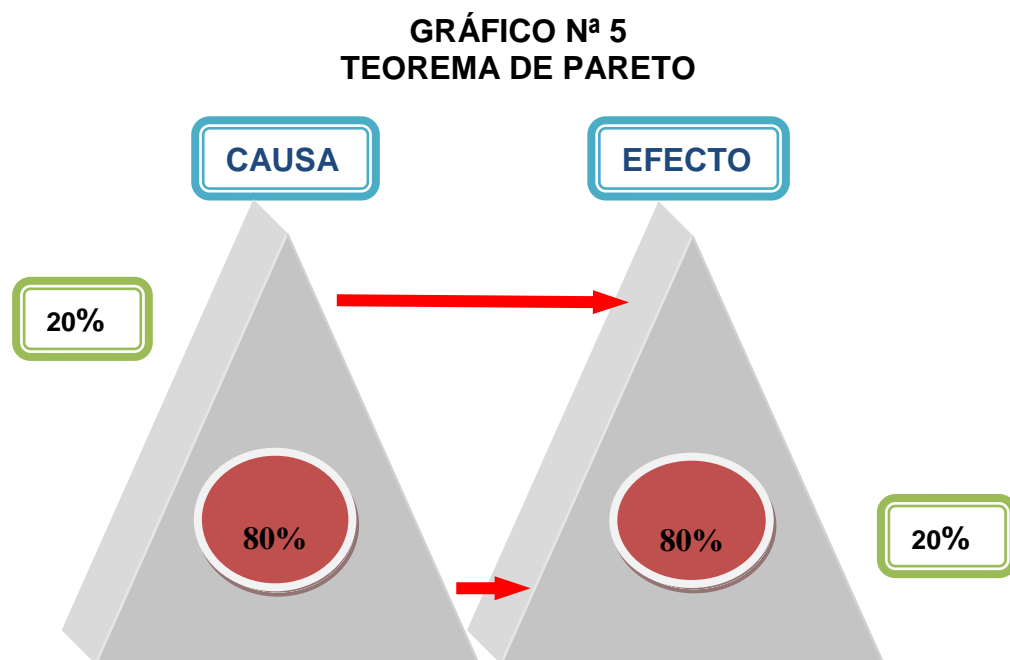 GRÁFICO Nª 5
TEOREMA DE PARETO
CAUSA
EFECTO
20%
80%
80%
20%